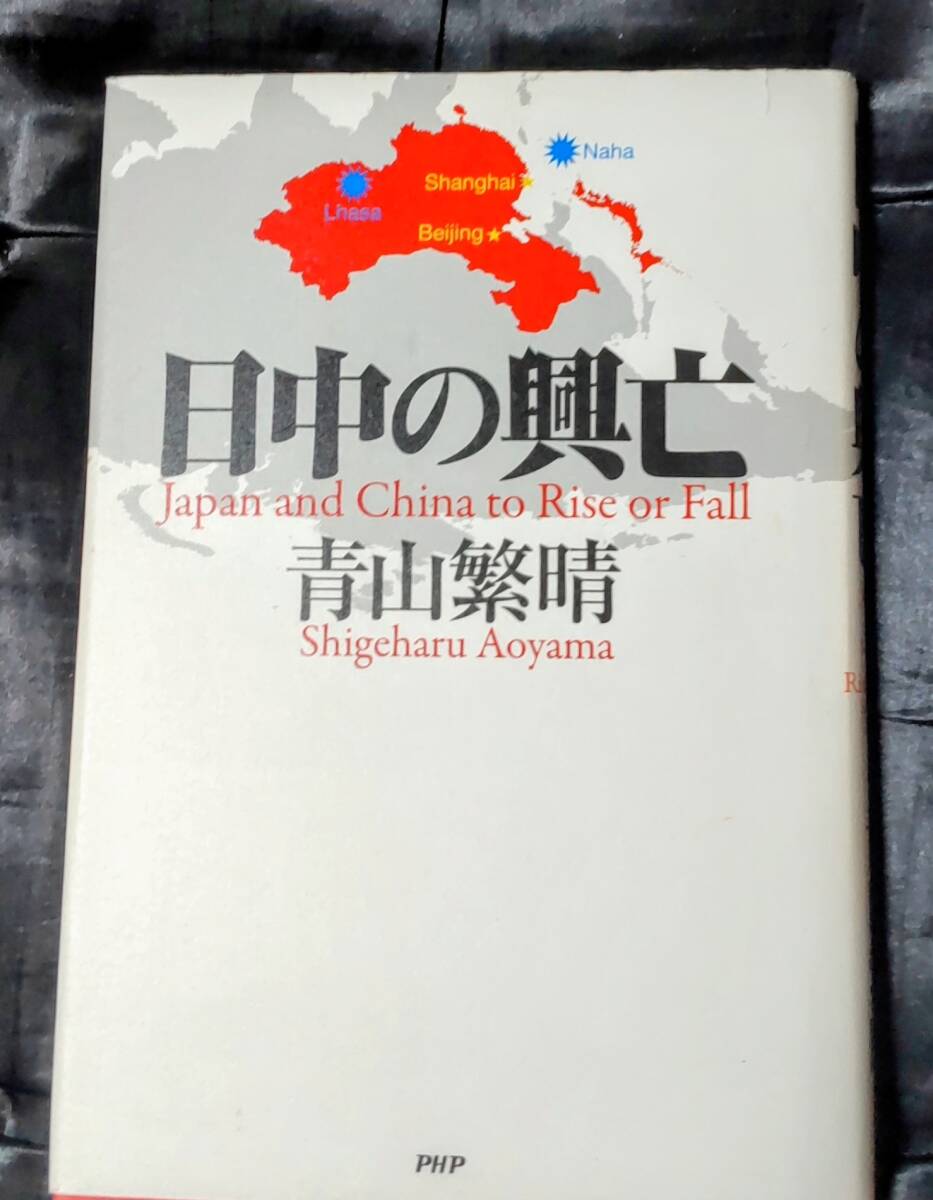 Naha
Shanghai
Lhasa
Beijing
日中の興亡
Japan and China to Rise or Fall
青山繁晴
Shigeharu Aoyama
PHP